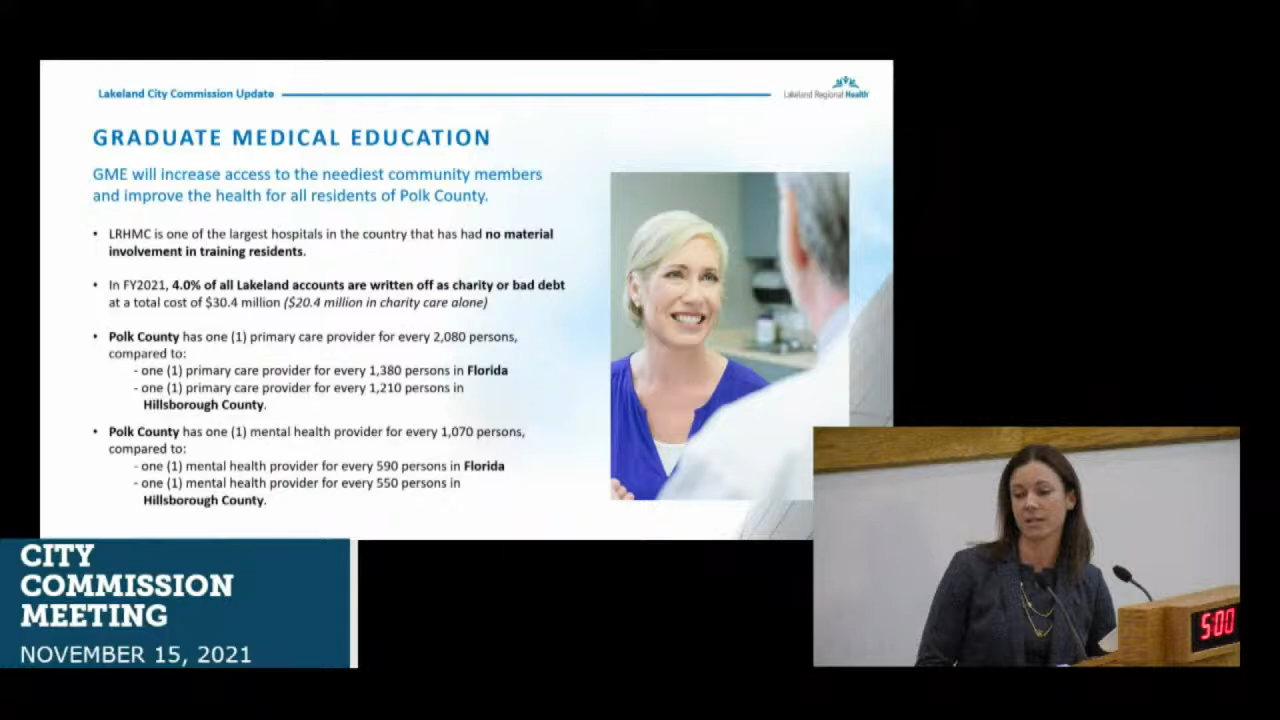 Lakeland City Commission Update
Lakeland Regional Health
GRADUATE MEDICAL EDUCATION
GME will increase access to the neediest community members
and improve the health for all residents of Polk County.
• LRHMC is one of the largest hospitals in the country that has had no material
involvement in training residents.
• In FY2021, 4.0% of all Lakeland accounts are written off as charity or bad debt
at a total cost of $30.4 million ($20.4 million in charity care alone)
• Polk County has one (1) primary care provider for every 2,080 persons,
compared to:
- one (1) primary care provider for every 1,380 persons in Florida
- one (1) primary care provider for every 1,210 persons in
Hillsborough County.
• Polk County has one (1) mental health provider for every 1,070 persons,
compared to:
- one (1) mental health provider for every 590 persons in Florida
- one (1) mental health provider for every 550 persons in
Hillsborough County.
CITY
COMMISSION
MEETING
NOVEMBER 15, 2021
5:00